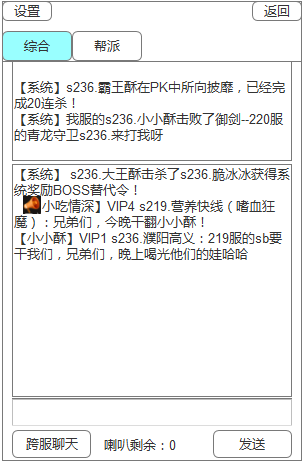 设置 返回
综合 帮派
【系统】s236.霸王酥在PK中所向披靡，已经完
成20连杀！
【系统】我服的s236.小小酥击败了御剑--220服
的青龙守卫s236.来打我呀
【系统】 s236.大王酥击杀了s236.脆冰冰获得系
统奖励BOSS替代令！
小吃情深】VIP4 s219.营养快线（嗜血狂
魔）：兄弟们，今晚干翻小小酥！
【小小酥】VIP1 s236.濮阳高义：219服的sb要
干我们，兄弟们，晚上喝光他们的娃哈哈
跨服聊天 喇叭剩余：0 发送